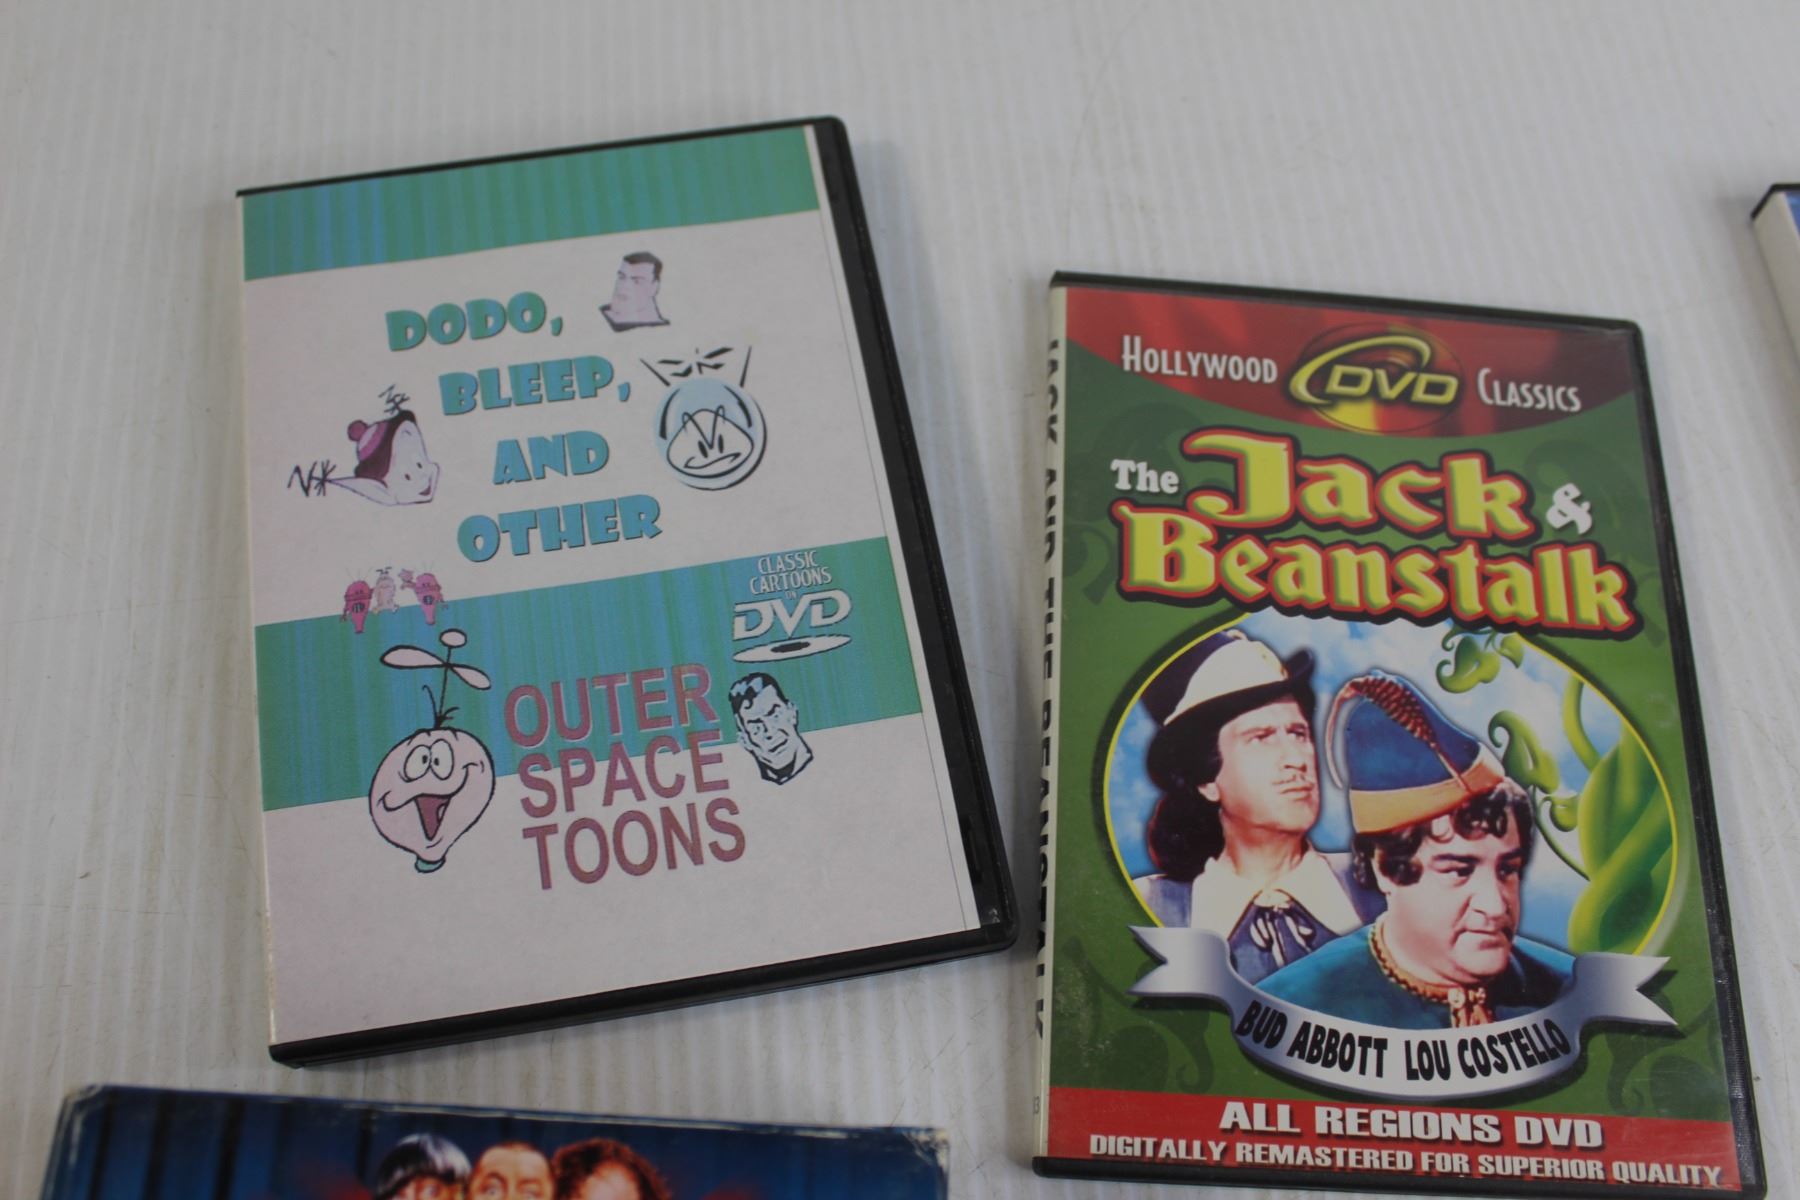 DODO,
BLEEP,
AND
OTHER
CLASSIC
CARTOONS
ON
DVD
OUTER
SPACE
TOONS
HOLLYWOOD DVD CLASSICS
The Jack &
Beanstalk
BUD ABBOTT LOU COSTELLO
ALL REGIONS DVD
DIGITALLY REMASTERED FOR SUPERIOR QUALITY
JACK AND THE BEANSTALK